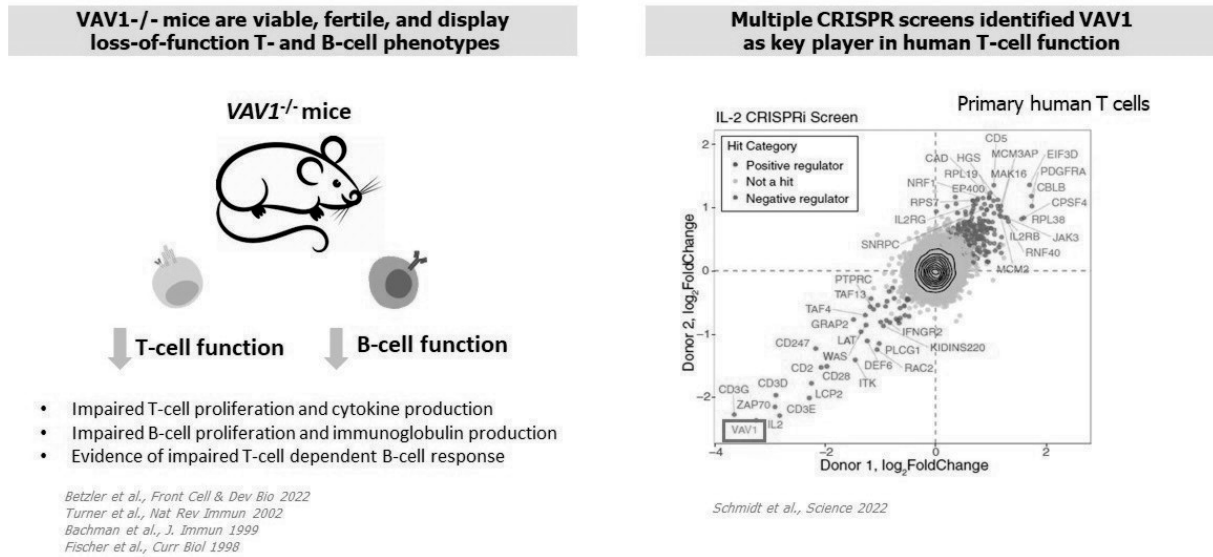 VAV1-/- mice are viable, fertile, and display
loss-of-function T- and B-cell phenotypes
VAV1-/- mice
T-cell function
B-cell function
• Impaired T-cell proliferation and cytokine production
• Impaired B-cell proliferation and immunoglobulin production
• Evidence of impaired T-cell dependent B-cell response
Betzler et al., Front Cell & Dev Bio 2022
Turner et al., Nat Rev Immun 2002
Bachman et al., J. Immun 1999
Fischer et al., Curr Biol 1998
Multiple CRISPR screens identified VAV1
as key player in human T-cell function
Primary human T cells
IL-2 CRISPRi Screen
Hit Category
Positive regulator
Not a hit
Negative regulator
CD5
HGS
MCM3AP
EIF3D
CAD
RPL19
MAK16
PDGFRA
NRF1
EP400
CBLB
RPS7
CPSF4
IL2RG
RPL38
IL2RB
JAK3
SNRPC
RNF40
MCM2
PTPRC
TAF13
TAF4
GRAP2
IFNGR2
LAT
KIDINS220
CD247
WAS
PLCG1
DEF6
RAC2
CD2
CD28
ITK
CD3D
CD3G
LCP2
ZAP70
CD3E
VAV1
IL2
2
1
0
−1
−2
−4
−2
0
2
Donor 2, log2FoldChange
Donor 1, log2FoldChange
Schmidt et al., Science 2022